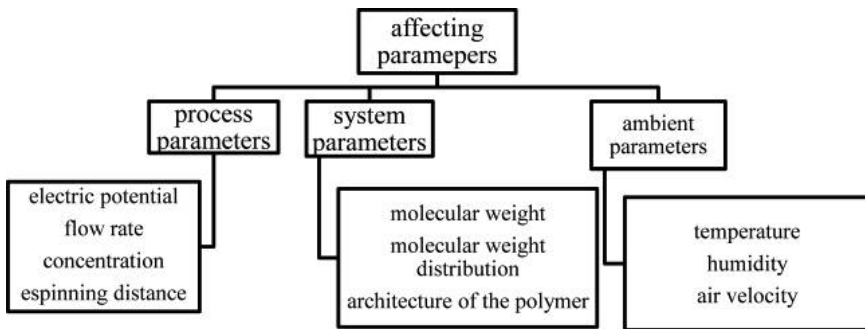 affecting
paramepers
process
parameters
system
parameters
ambient
parameters
electric potential
flow rate
concentration
espinning distance
molecular weight
molecular weight
distribution
architecture of the polymer
temperature
humidity
air velocity